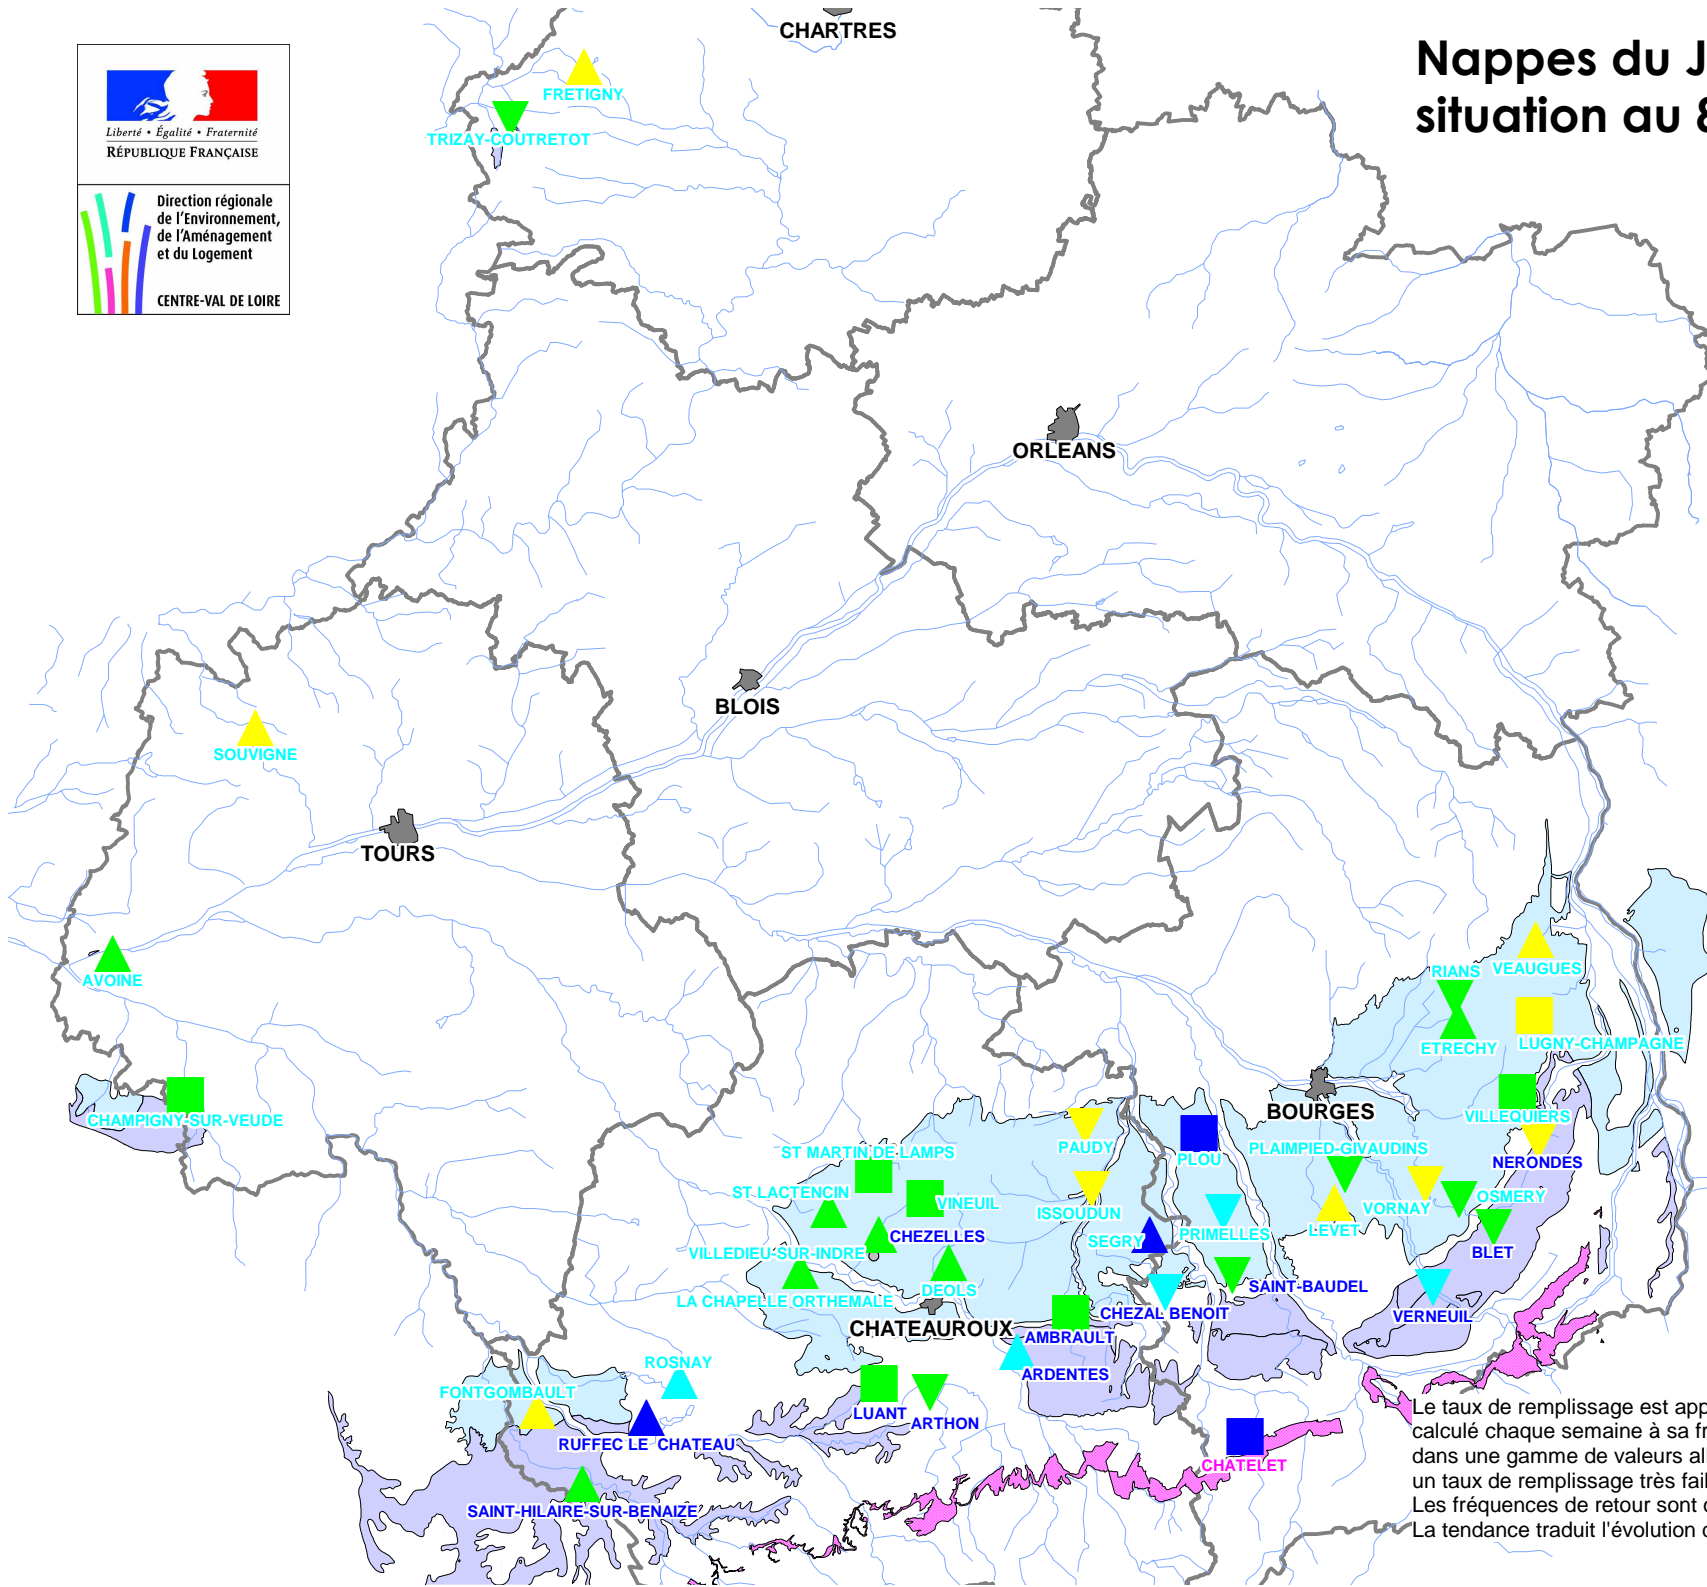 CHARTRES
Nappes du J
situation au 8
FRETIGNY
TRIZAY-COUTRETOT
Liberté • Égalité • Fraternité
RÉPUBLIQUE FRANÇAISE
Direction régionale
de l'Environnement,
de l'Aménagement
et du Logement
CENTRE-VAL DE LOIRE
ORLEANS
BLOIS
SOUVIGNE
TOURS
AVOINE
RIANS
VEAUGUES
ETRECHY
LUGNY-CHAMPAGNE
CHAMPIGNY-SUR-VEUDE
BOURGES
VILLEQUIERS
ST MARTIN DE LAMPS
PAUDY
PLOU
PLAIMPIED-GIVAUDINS
NERONDES
ST LACTENCIN
VINEUIL
ISSOUDUN
VORNAY
OSMERY
CHEZELLES
SEGRY
PRIMELLES
LEVET
BLET
VILLEDIEU-SUR-INDRE
DEOLS
SAINT-BAUDEL
LA CHAPELLE ORTHEMALE
CHEZAL BENOIT
VERNEUIL
CHATEAUROUX
AMBRAULT
ROSNAY
ARDENTES
FONTGOMBAULT
LUANT
ARTHON
RUFFEC LE CHATEAU
CHATELET
SAINT-HILAIRE-SUR-BENAIZE
Le taux de remplissage est app
calculé chaque semaine à sa fr
dans une gamme de valeurs all
un taux de remplissage très fail
Les fréquences de retour sont c
La tendance traduit l'évolution d